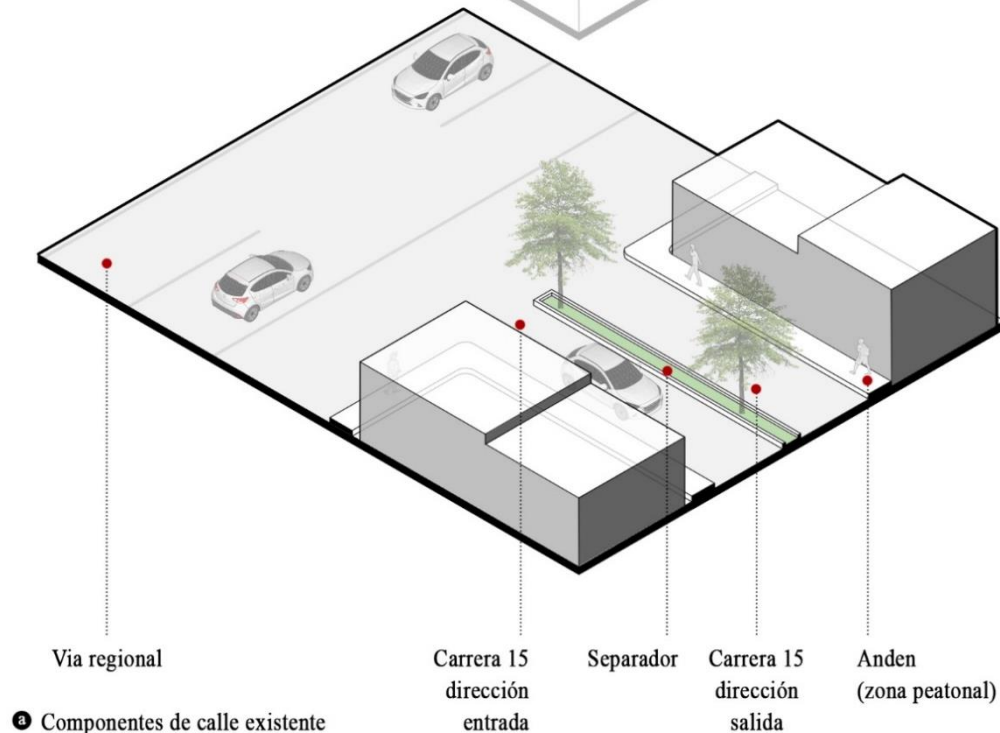 Via regional
Carrera 15
dirección
entrada
Separador
Carrera 15
dirección
salida
Anden
(zona peatonal)
a Componentes de calle existente